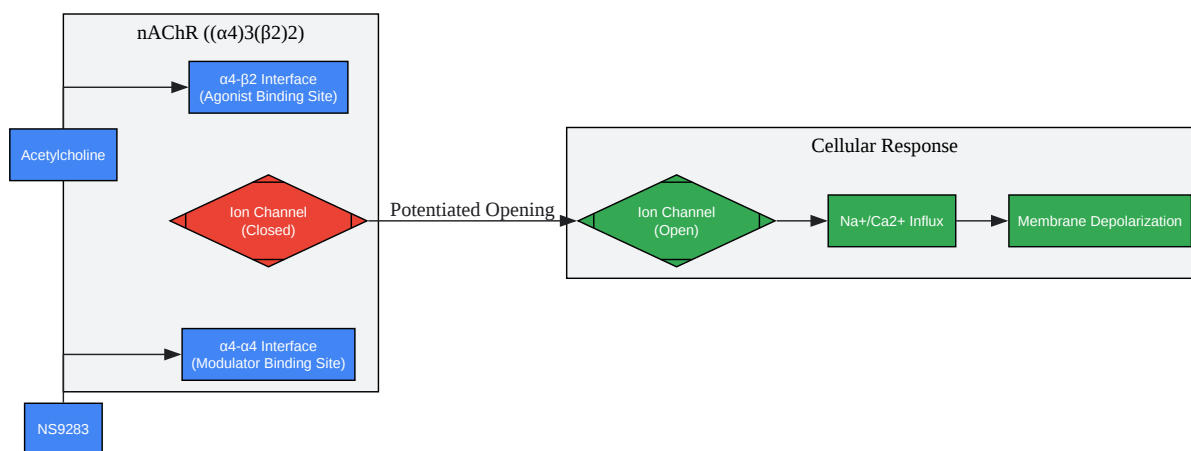 nAChR ((α4)3(β2)2)
α4-β2 Interface
(Agonist Binding Site)
Acetylcholine
Ion Channel
(Closed)
Potentiated Opening
α4-α4 Interface
(Modulator Binding Site)
NS9283
Cellular Response
Ion Channel
(Open)
Na+/Ca2+ Influx
Membrane Depolarization